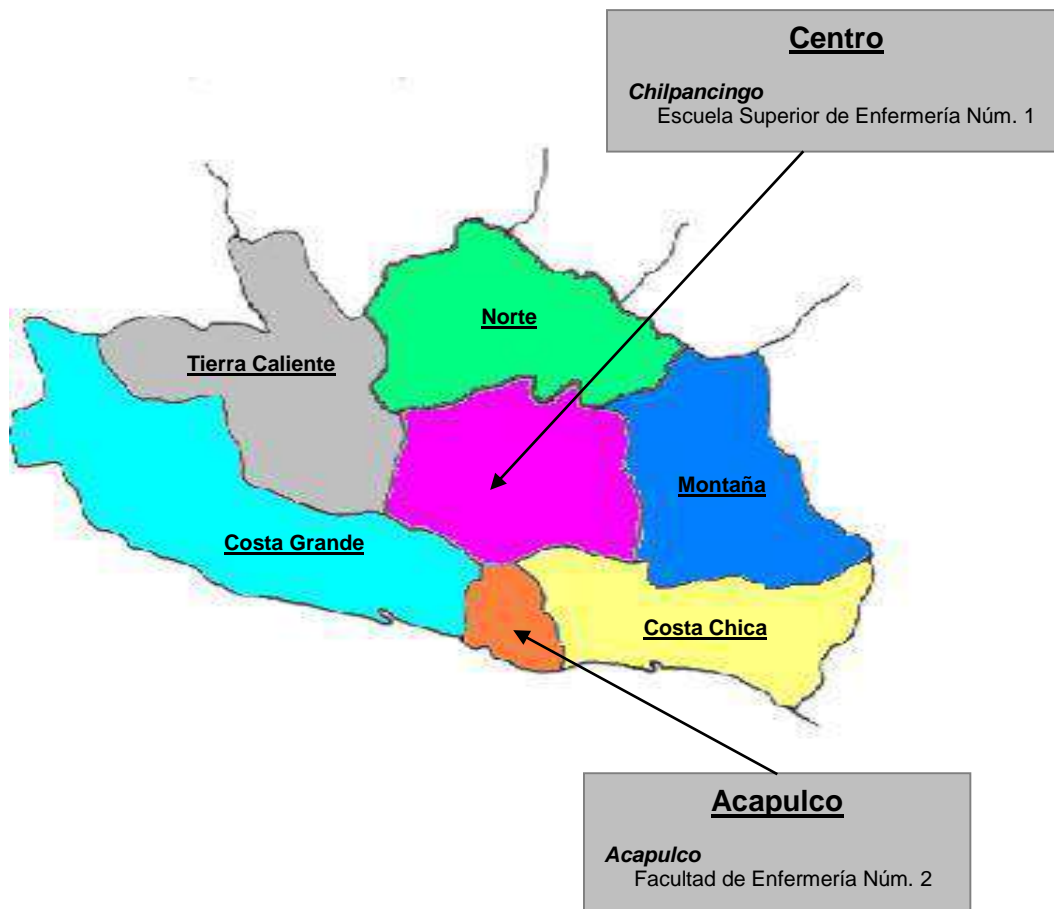 Centro
Chilpancingo
Escuela Superior de Enfermería Núm. 1
Norte
Tierra Caliente
Montaña
Costa Grande
Costa Chica
Acapulco
Acapulco
Facultad de Enfermería Núm. 2